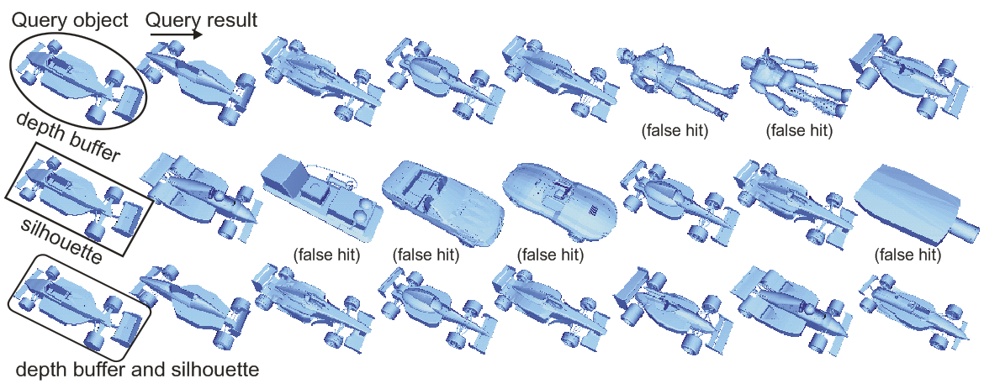 Query object Query result
(false hit) (false hit)
depth buffer
silhouette
(false hit) (false hit) (false hit) (false hit)
depth buffer and silhouette